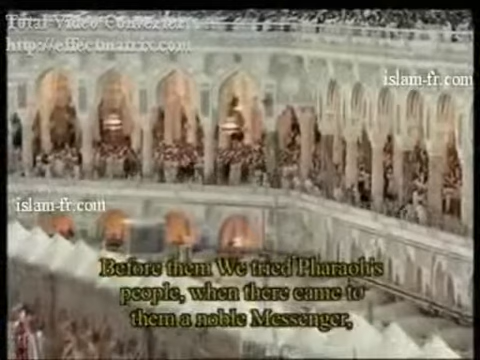 Total Video Converter
http://effectmatrix.com
islam-fr.com
islam-fr.com
Before them We tried Pharaoh's
people, when there came to
them a noble Messenger,